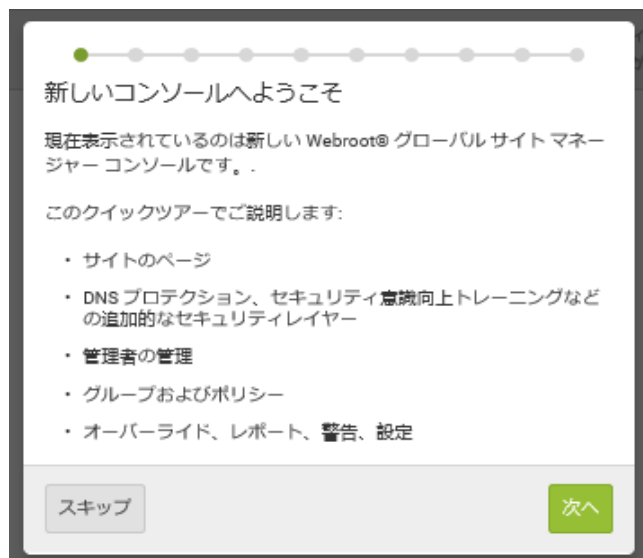 新しいコンソールへようこそ
現在表示されているのは新しい Webroot® グローバル サイト マネー
ジャー コンソールです。.
このクイックツアーでご説明します:
・ サイトのページ
・ DNS プロテクション、セキュリティ意識向上トレーニングなど
の追加的なセキュリティレイヤー
・ 管理者の管理
・ グループおよびポリシー
・ オーバーライド、レポート、警告、設定
スキップ
次へ